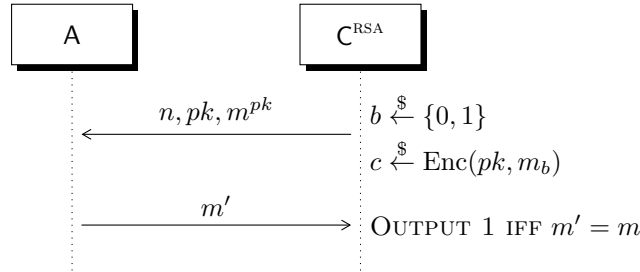 A
C^RSA
n, pk, m^pk
b ←$ {0, 1}
c ←$ Enc(pk, m_b)
m′
OUTPUT 1 IFF m′ = m